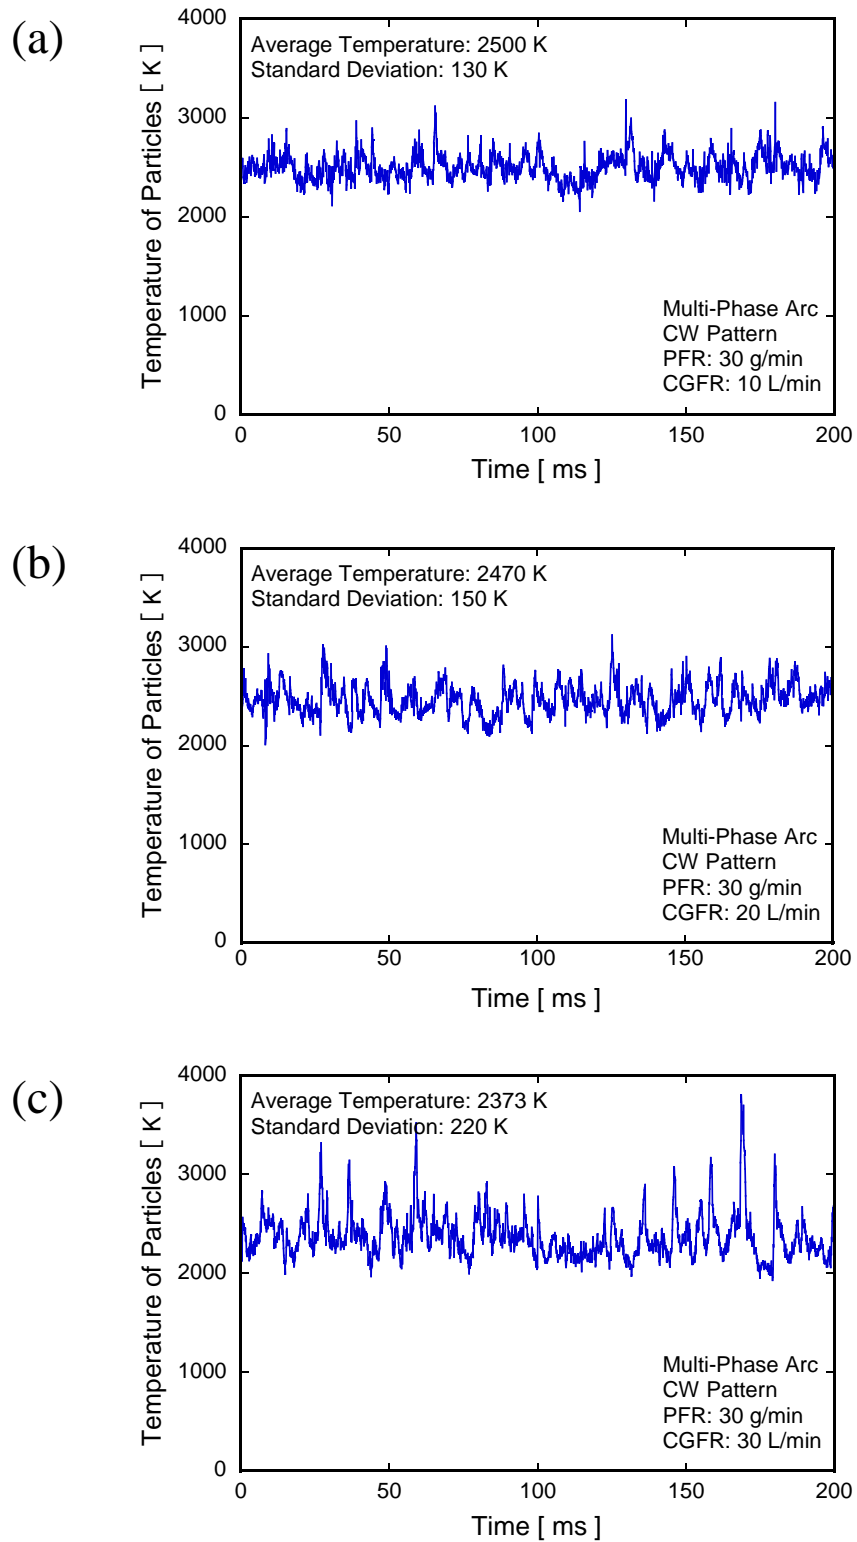 (a)
Temperature of Particles [ K ]
4000
3000
2000
1000
0
Average Temperature: 2500 K
Standard Deviation: 130 K
Multi-Phase Arc
CW Pattern
PFR: 30 g/min
CGFR: 10 L/min
0 50 100 150 200
Time [ ms ]
(b)
Temperature of Particles [ K ]
4000
3000
2000
1000
0
Average Temperature: 2470 K
Standard Deviation: 150 K
Multi-Phase Arc
CW Pattern
PFR: 30 g/min
CGFR: 20 L/min
0 50 100 150 200
Time [ ms ]
(c)
Temperature of Particles [ K ]
4000
3000
2000
1000
0
Average Temperature: 2373 K
Standard Deviation: 220 K
Multi-Phase Arc
CW Pattern
PFR: 30 g/min
CGFR: 30 L/min
0 50 100 150 200
Time [ ms ]